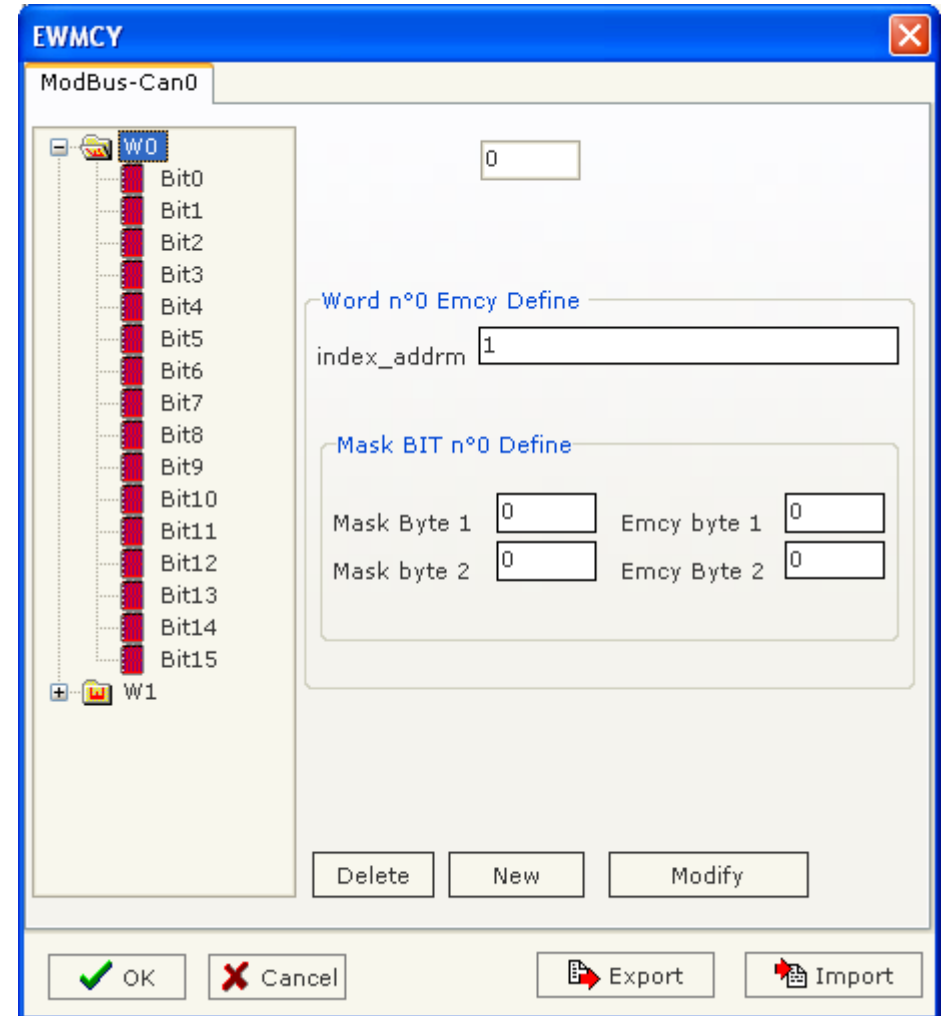 EWMCY
ModBus-Can0
W0
Bit0
Bit1
Bit2
Bit3
Bit4
Bit5
Bit6
Bit7
Bit8
Bit9
Bit10
Bit11
Bit12
Bit13
Bit14
Bit15
W1
0
Word n°0 Emcy Define
index_addrm 1
Mask BIT n°0 Define
Mask Byte 1 0 Emcy byte 1 0
Mask byte 2 0 Emcy Byte 2 0
Delete New Modify
OK Cancel Export Import